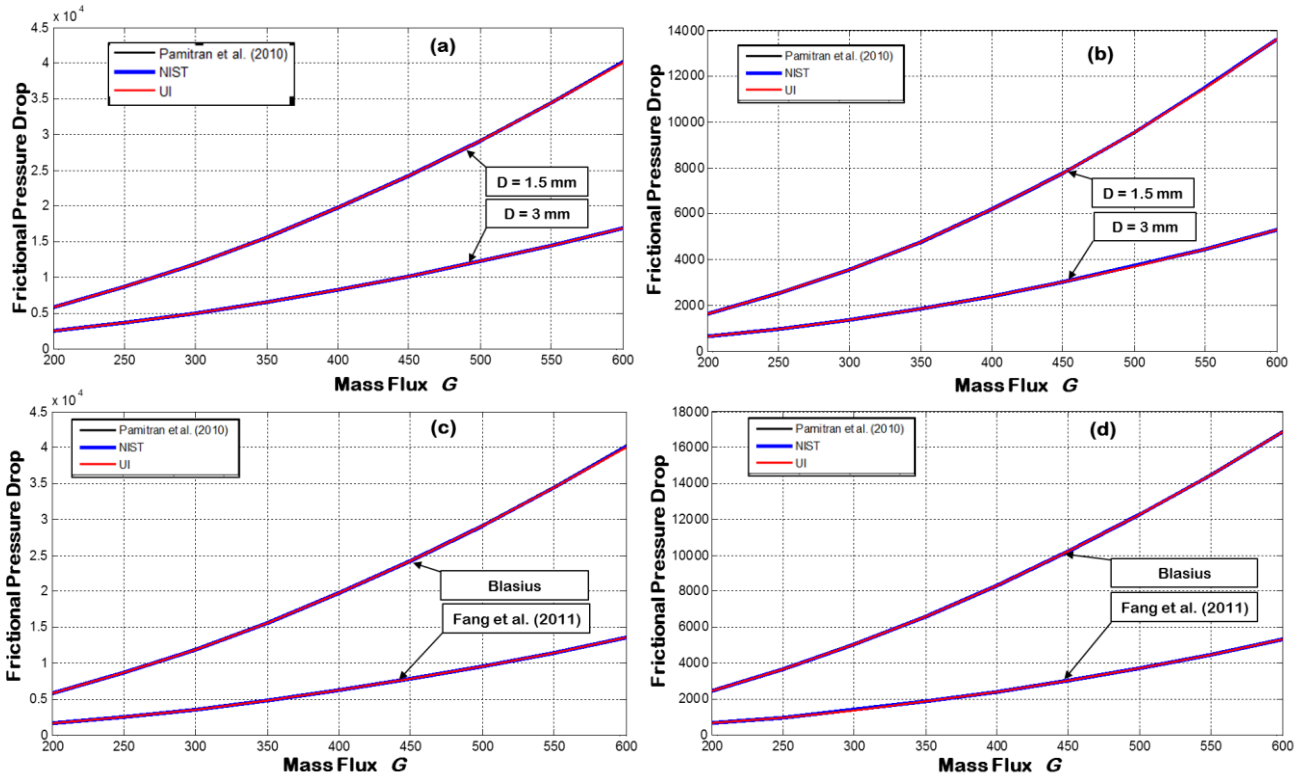 x 10⁴
4.5
4
3.5
3
2.5
2
1.5
1
0.5
0
Frictional Pressure Drop
Pamitran et al. (2010)
NIST
UI
(a)
D = 1.5 mm
D = 3 mm
200 250 300 350 400 450 500 550 600
Mass Flux G
14000
12000
10000
8000
6000
4000
2000
0
Frictional Pressure Drop
Pamitran et al. (2010)
NIST
UI
(b)
D = 1.5 mm
D = 3 mm
200 250 300 350 400 450 500 550 600
Mass Flux G
x 10⁴
4.5
4
3.5
3
2.5
2
1.5
1
0.5
0
Frictional Pressure Drop
Pamitran et al. (2010)
NIST
UI
(c)
Blasius
Fang et al. (2011)
200 250 300 350 400 450 500 550 600
Mass Flux G
18000
16000
14000
12000
10000
8000
6000
4000
2000
0
Frictional Pressure Drop
Pamitran et al. (2010)
NIST
UI
(d)
Blasius
Fang et al. (2011)
200 250 300 350 400 450 500 550 600
Mass Flux G